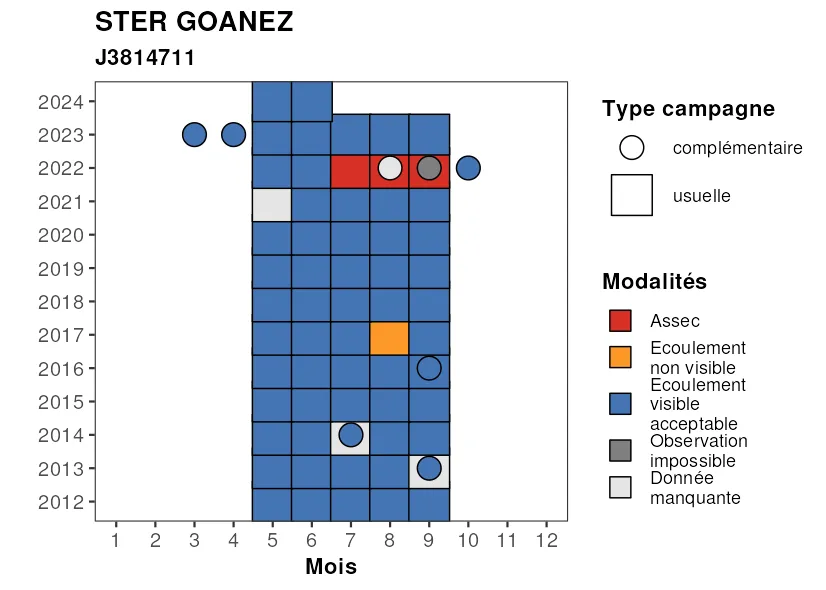 STER GOANEZ
J3814711
2024
2023
2022
2021
2020
2019
2018
2017
2016
2015
2014
2013
2012
1 2 3 4 5 6 7 8 9 10 11 12
Mois
Type campagne
complémentaire
usuelle
Modalités
Assec
Ecoulement
non visible
Ecoulement
visible
acceptable
Observation
impossible
Donnée
manquante